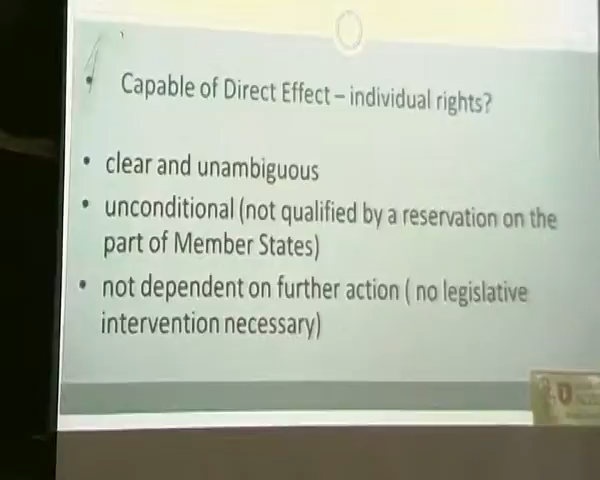 • Capable of Direct Effect – individual rights?
• clear and unambiguous
• unconditional (not qualified by a reservation on the
part of Member States)
• not dependent on further action ( no legislative
intervention necessary)